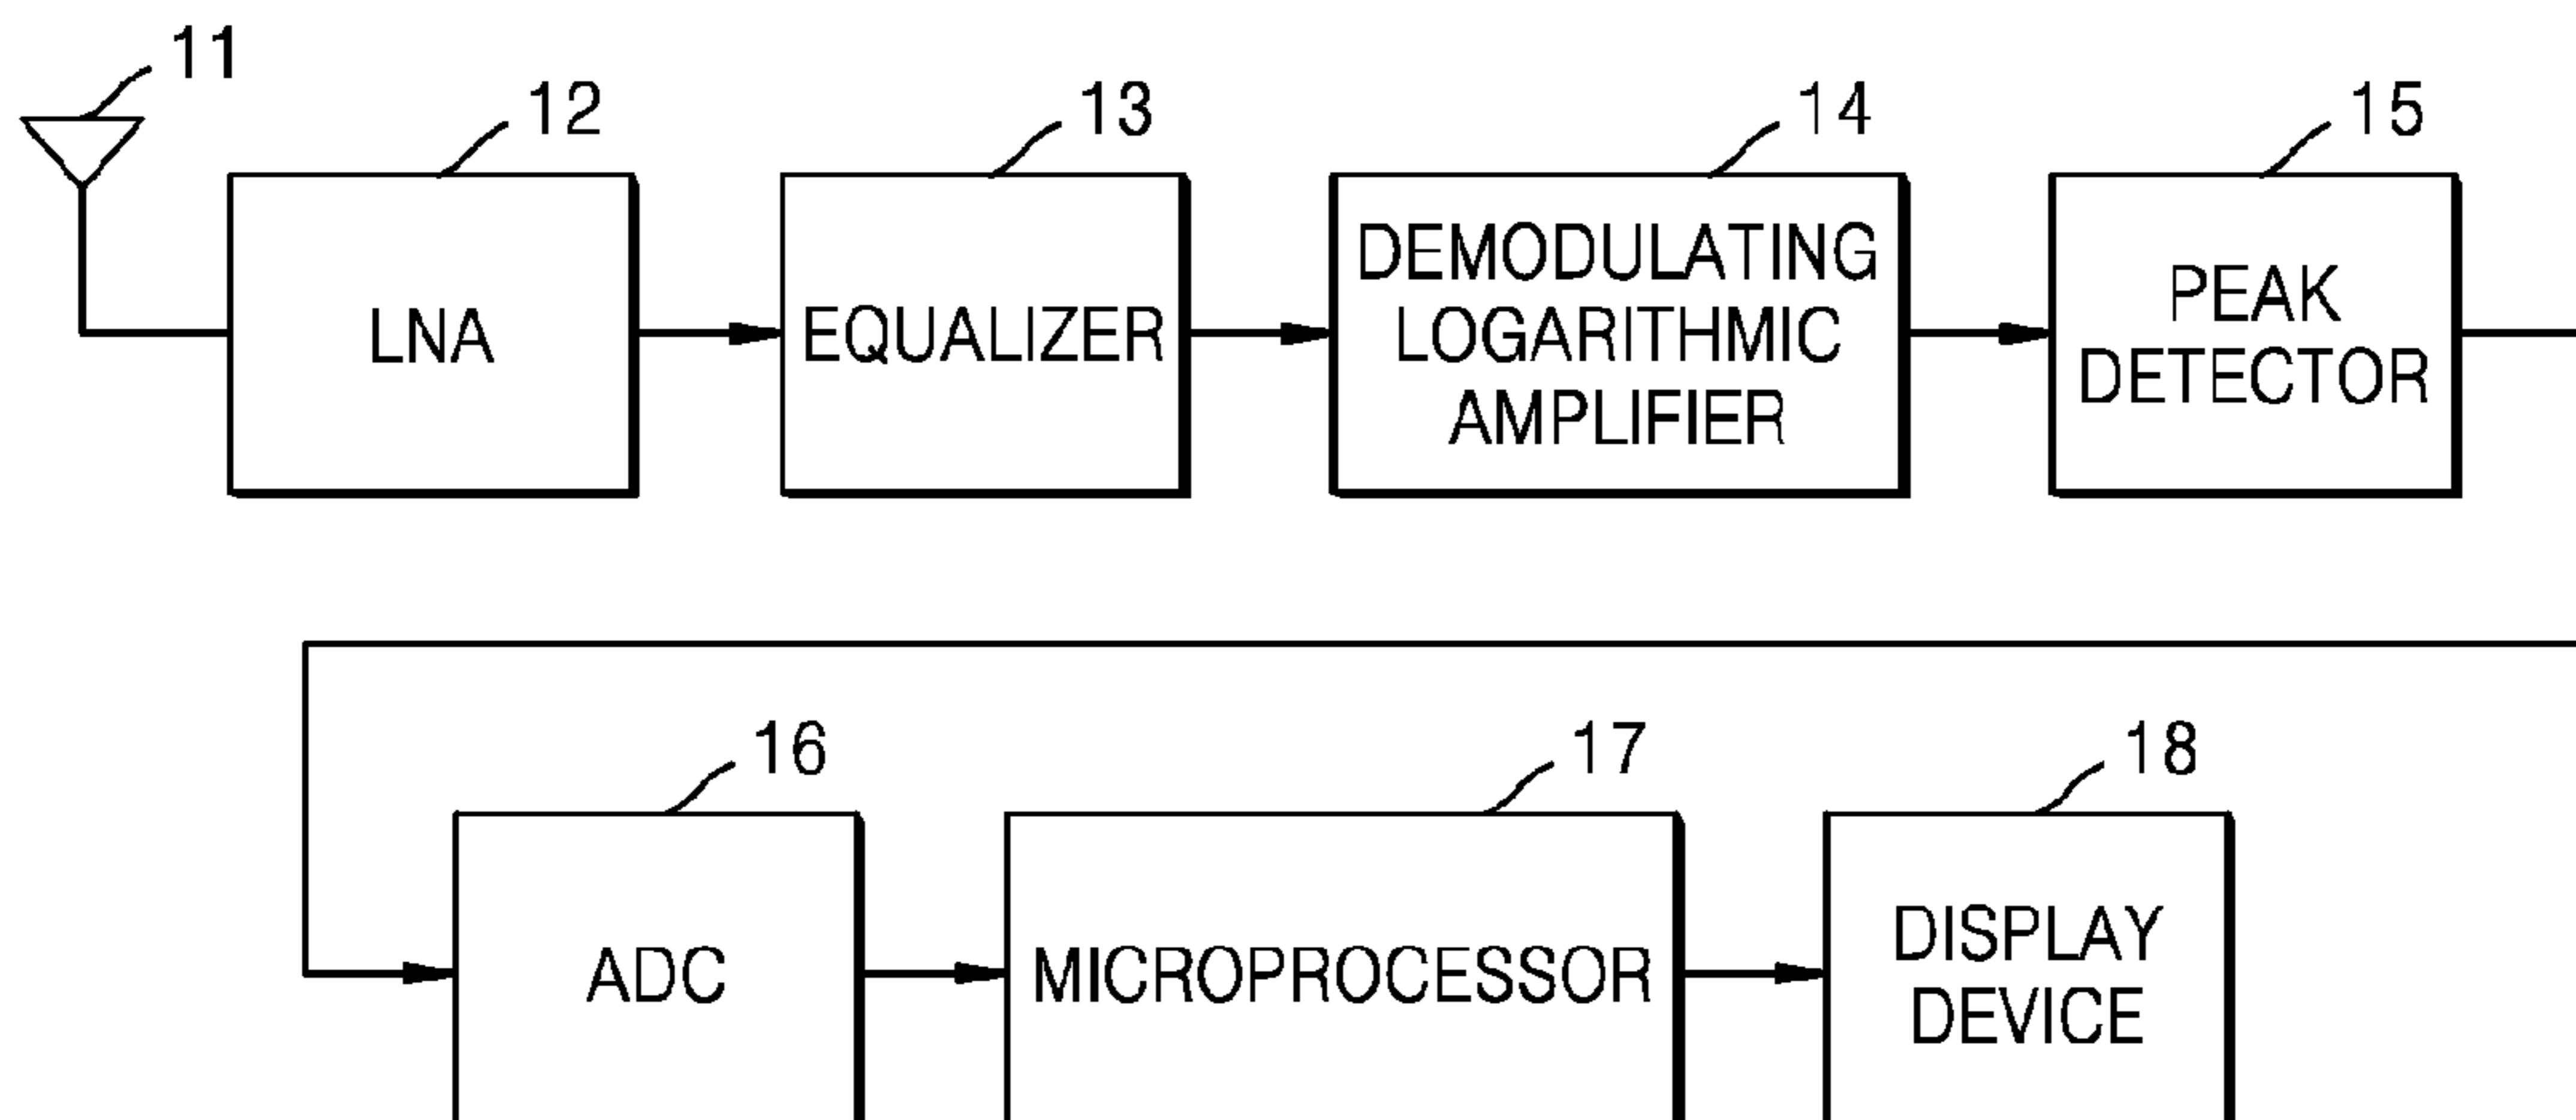 11
12
13
14
15
LNA
EQUALIZER
DEMODULATING
LOGARITHMIC
AMPLIFIER
PEAK
DETECTOR
16
17
18
ADC
MICROPROCESSOR
DISPLAY
DEVICE